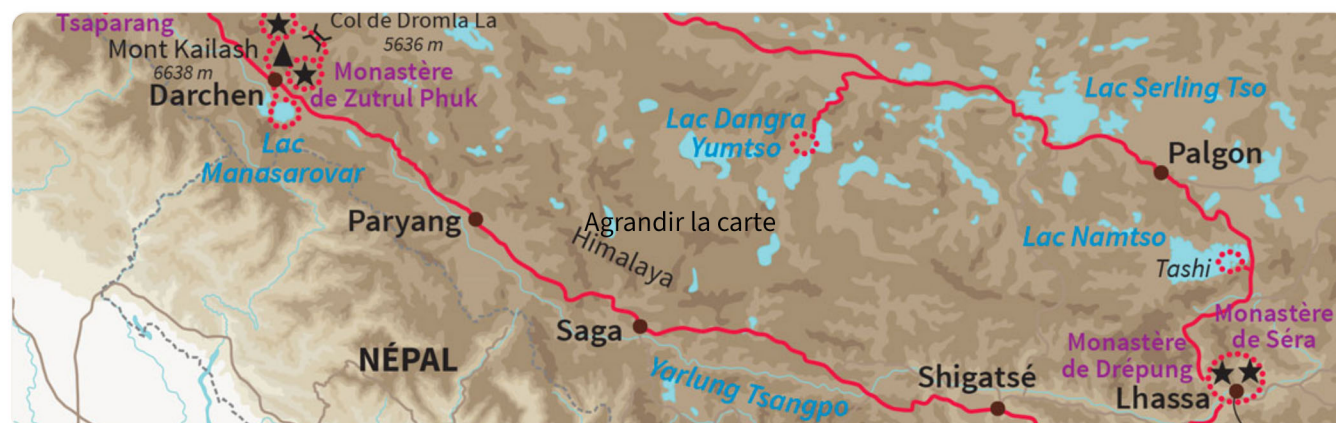 Tsaparang
Col de Dromla La
5636 m
Mont Kailash
6638 m
Monastère
de Zutrul Phuk
Darchen
Lac
Manasarovar
Lac Dangra
Yumtso
Lac Serling Tso
Palgon
Paryang
Agrandir la carte
Himalaya
Lac Namtso
Tashi
Saga
NÉPAL
Yarlung Tsangpo
Shigatsé
Monastère
de Drépung
Monastère
de Séra
Lhassa